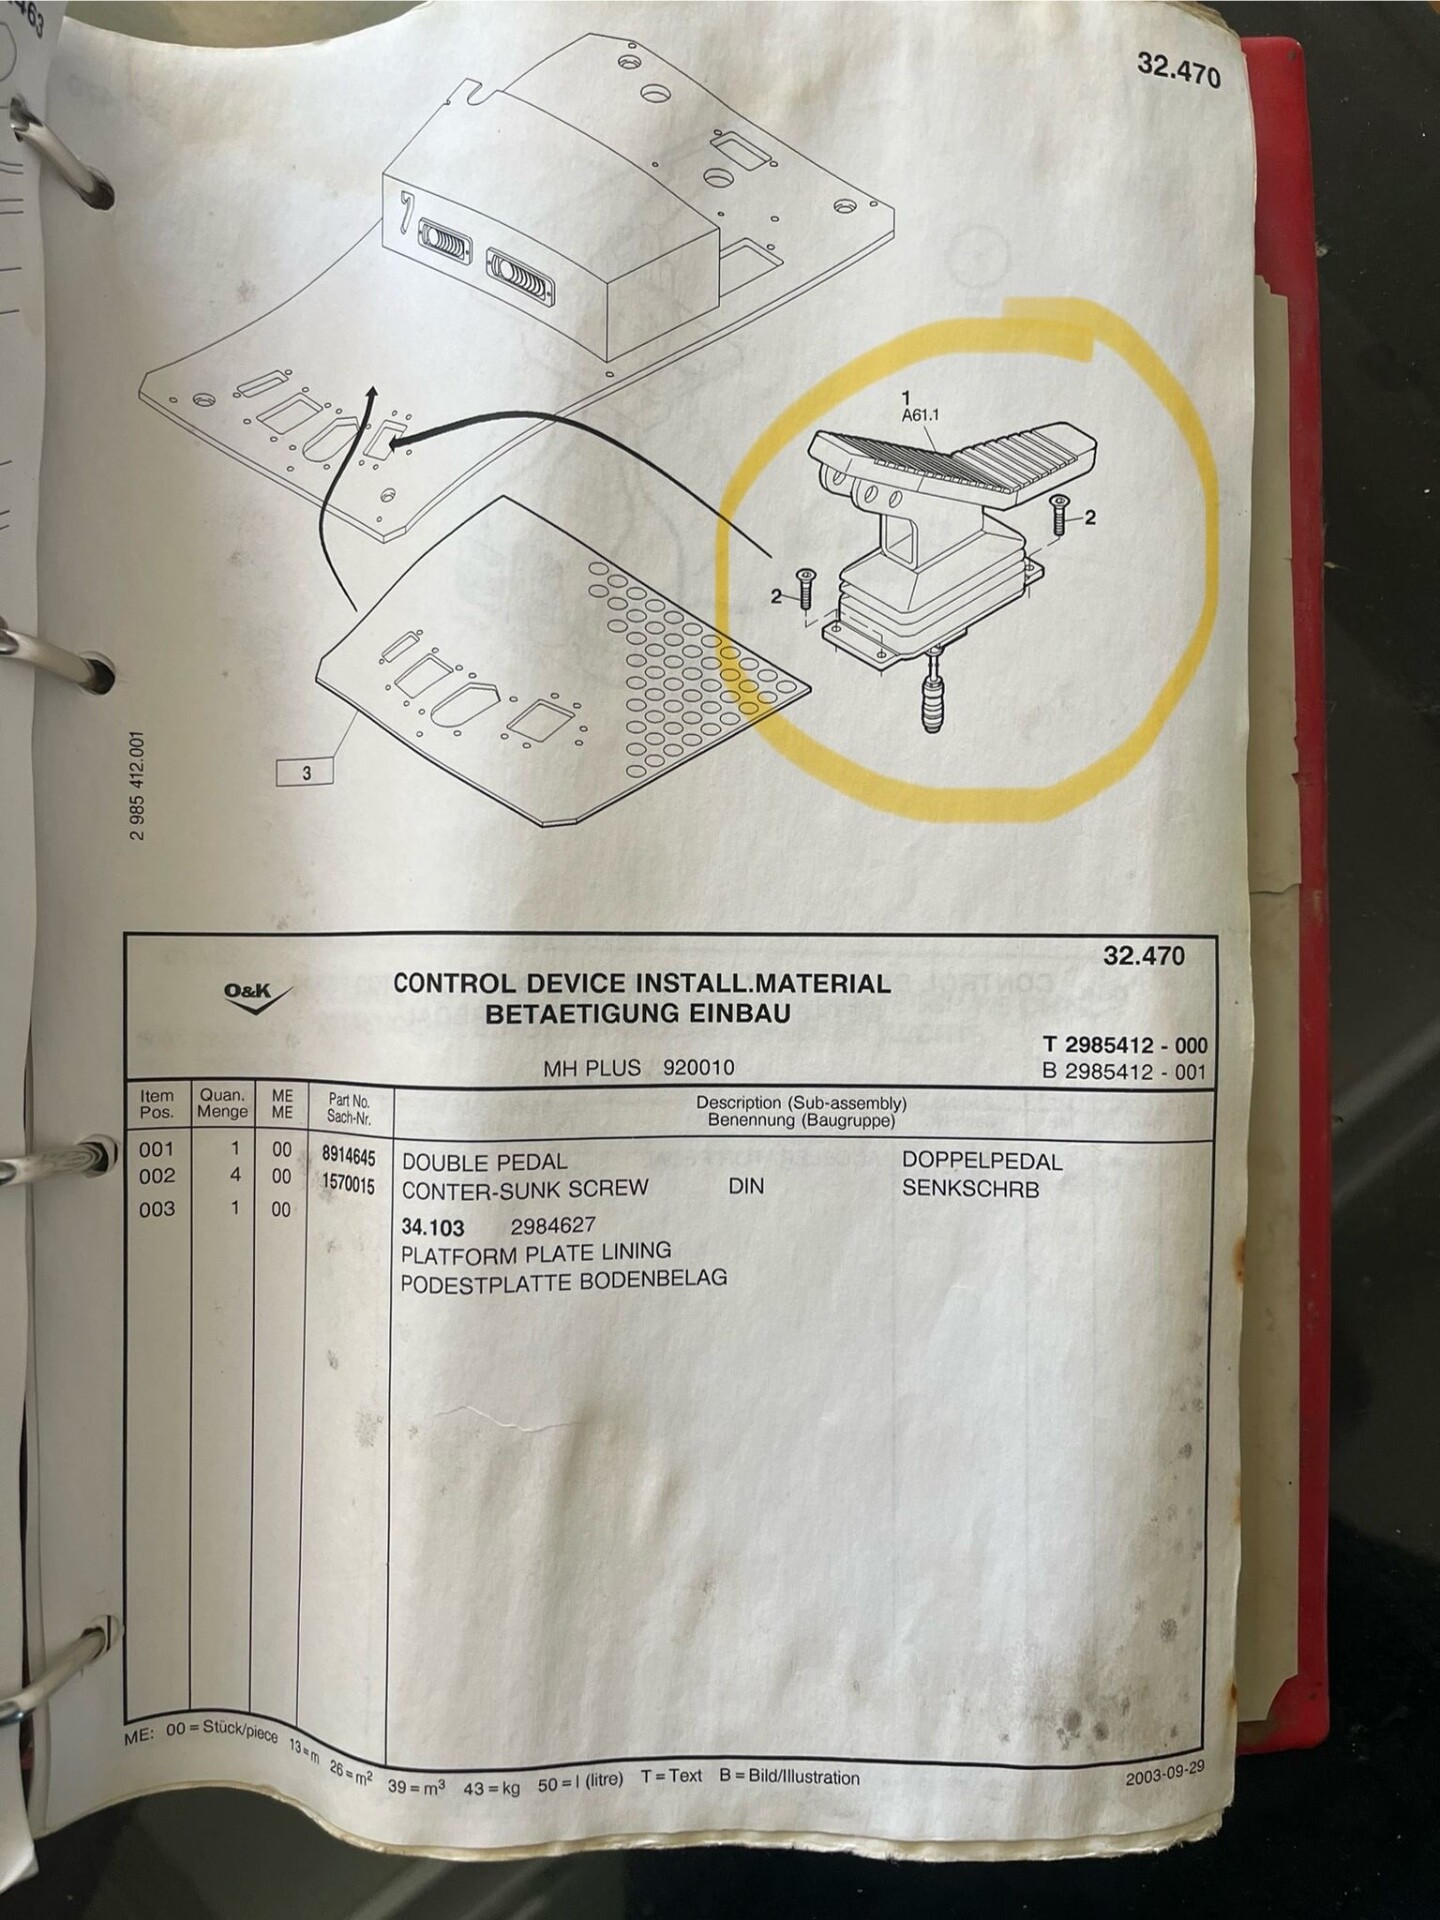 463
32.470
1
A61.1
2
2
3
2 985 412.001
32.470
O&K
CONTROL DEVICE INSTALL.MATERIAL
BETAETIGUNG EINBAU
T 2985412 - 000
MH PLUS 920010
B 2985412 - 001
Item Quan. ME Part No. Description (Sub-assembly)
Pos. Menge ME Sach-Nr. Benennung (Baugruppe)
001 1 00 8914645 DOUBLE PEDAL DOPPELPEDAL
002 4 00 1570015 CONTER-SUNK SCREW DIN SENKSCHRB
003 1 00 34.103 2984627
PLATFORM PLATE LINING
PODESTPLATTE BODENBELAG
ME: 00 = Stück/piece 13 = m 26 = m² 39 = m³ 43 = kg 50 = l (litre) T = Text B = Bild/Illustration
2003-09-29